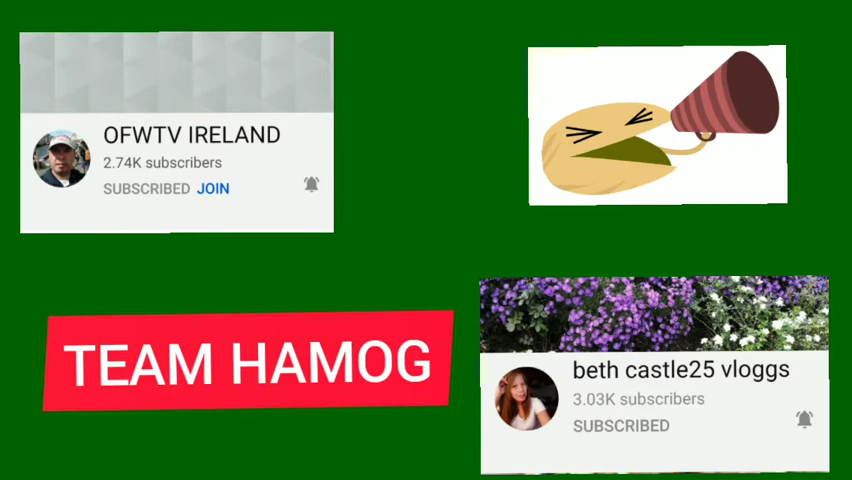 OFWTV IRELAND
2.74K subscribers
SUBSCRIBED JOIN
TEAM HAMOG
beth castle25 vloggs
3.03K subscribers
SUBSCRIBED